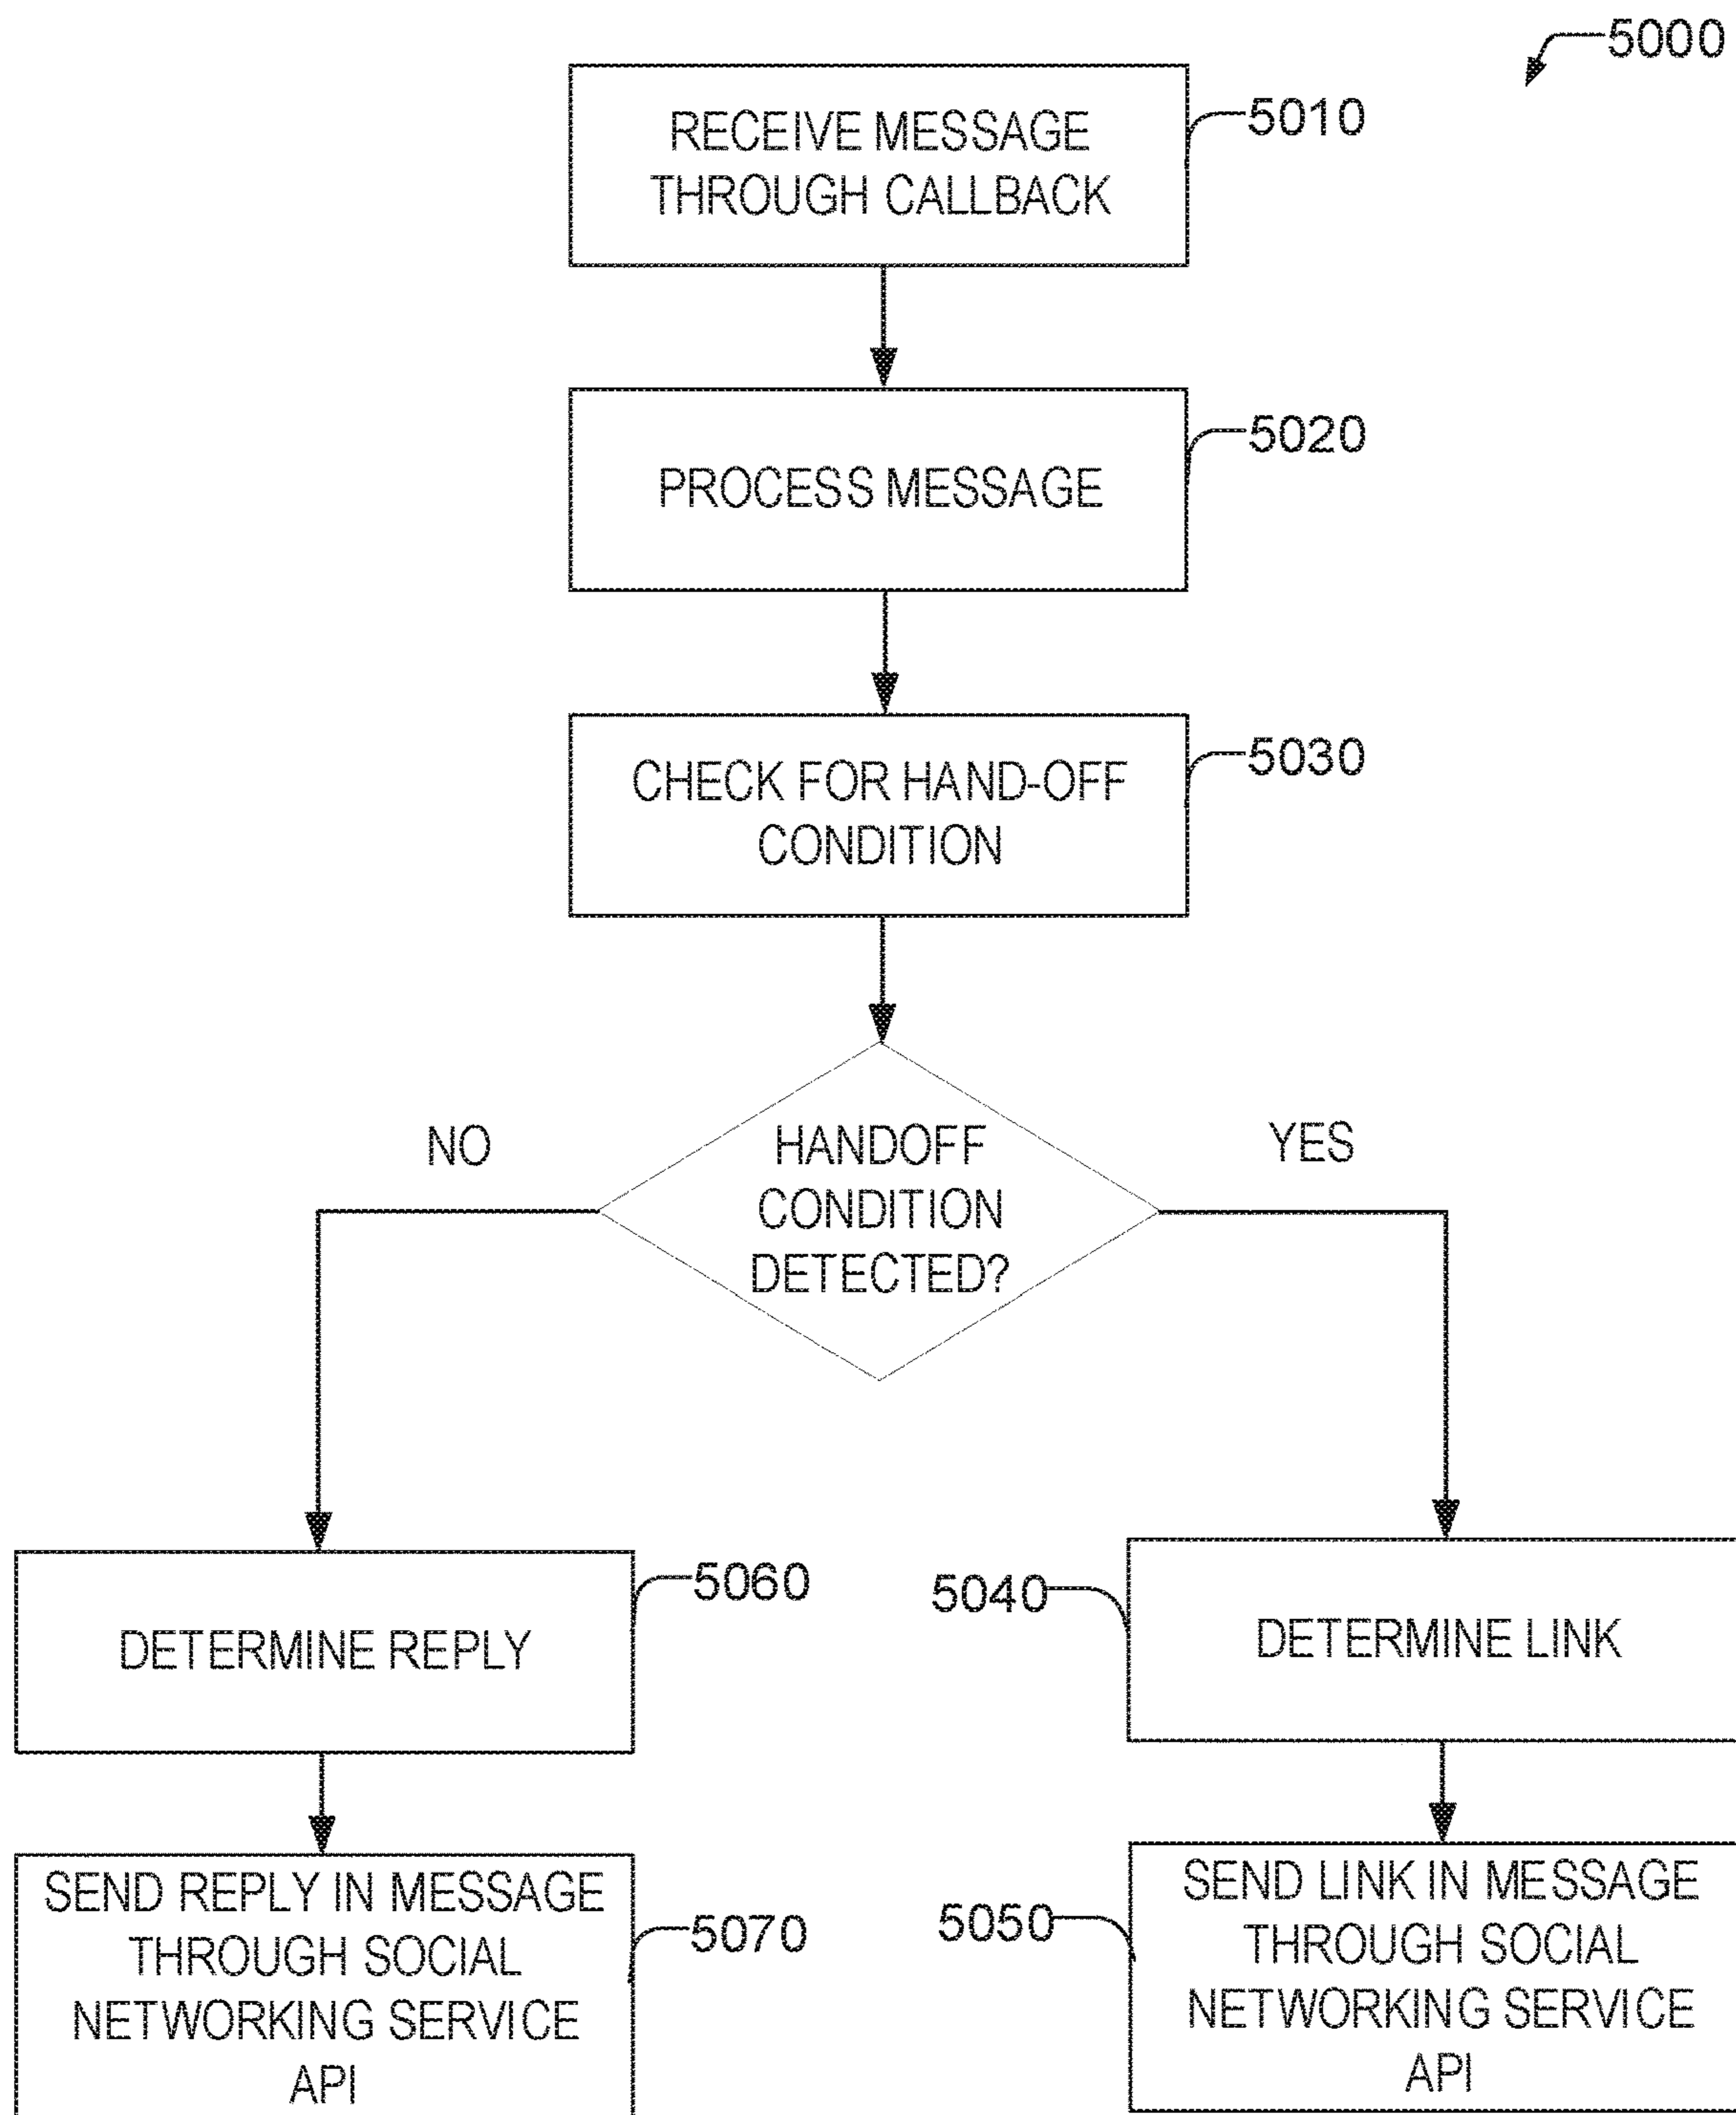 5000
RECEIVE MESSAGE
THROUGH CALLBACK
5010
PROCESS MESSAGE
5020
CHECK FOR HAND-OFF
CONDITION
5030
NO
HANDOFF
CONDITION
DETECTED?
YES
DETERMINE REPLY
5060
5040
DETERMINE LINK
SEND REPLY IN MESSAGE
THROUGH SOCIAL
NETWORKING SERVICE
API
5070
5050
SEND LINK IN MESSAGE
THROUGH SOCIAL
NETWORKING SERVICE
API